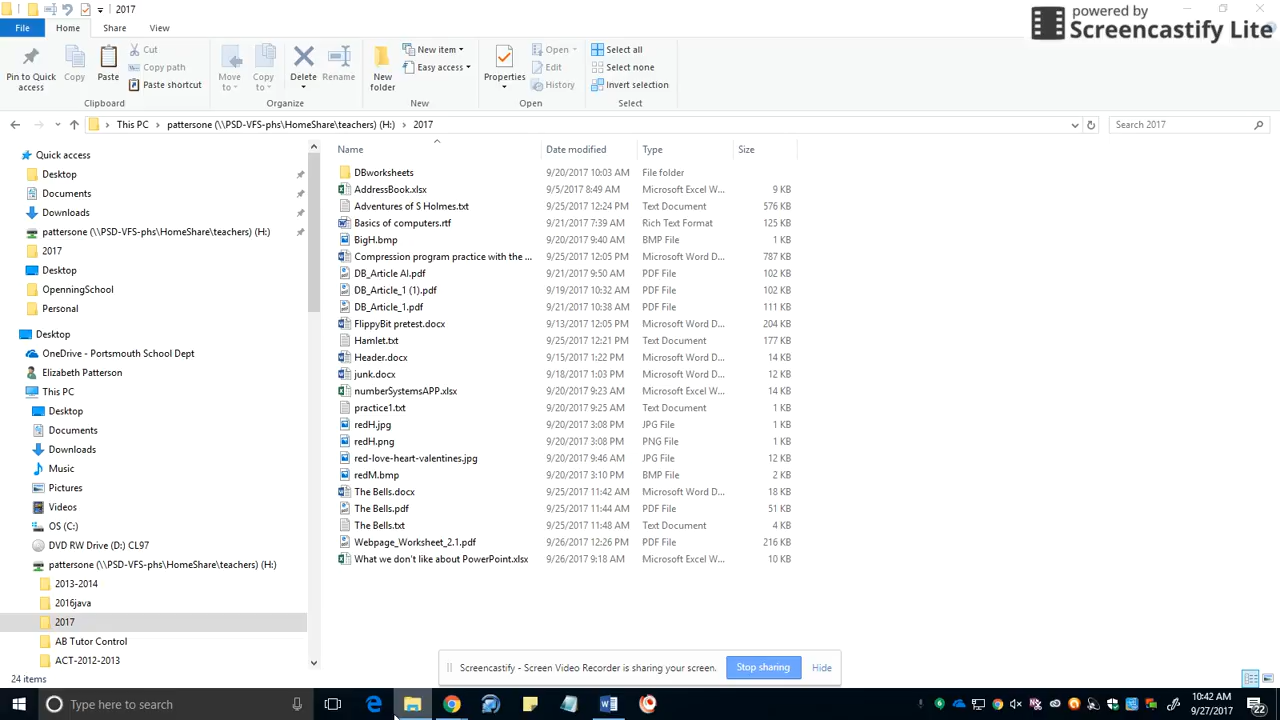 2017
powered by
Screencastify Lite
File Home Share View
Pin to Quick access
Copy
Paste
Cut
Copy path
Paste shortcut
Clipboard
Move to
Copy to
Delete
Rename
Organize
New folder
New item
Easy access
New
Properties
Open
Edit
History
Open
Select all
Select none
Invert selection
Select
This PC > pattersone (\\PSD-VFS-phs\HomeShare\teachers) (H:) > 2017
Search 2017
Quick access
Desktop
Documents
Downloads
pattersone (\\PSD-VFS-phs\HomeShare\teachers) (H:)
2017
Desktop
OpenningSchool
Personal
Desktop
OneDrive - Portsmouth School Dept
Elizabeth Patterson
This PC
Desktop
Documents
Downloads
Music
Pictures
Videos
OS (C:)
DVD RW Drive (D:) CL97
pattersone (\\PSD-VFS-phs\HomeShare\teachers) (H:)
2013-2014
2016java
2017
AB Tutor Control
ACT-2012-2013
Name Date modified Type Size
DBworksheets 9/20/2017 10:03 AM File folder
AddressBook.xlsx 9/5/2017 8:49 AM Microsoft Excel W... 9 KB
Adventures of S Holmes.txt 9/25/2017 12:24 PM Text Document 576 KB
Basics of computers.rtf 9/21/2017 7:39 AM Rich Text Format 125 KB
BigH.bmp 9/20/2017 9:40 AM BMP File 1 KB
Compression program practice with the ... 9/25/2017 12:05 PM Microsoft Word D... 787 KB
DB_Article AI.pdf 9/21/2017 9:50 AM PDF File 102 KB
DB_Article_1 (1).pdf 9/19/2017 10:32 AM PDF File 102 KB
DB_Article_1.pdf 9/21/2017 10:38 AM PDF File 111 KB
FlippyBit pretest.docx 9/13/2017 12:05 PM Microsoft Word D... 204 KB
Hamlet.txt 9/25/2017 12:21 PM Text Document 177 KB
Header.docx 9/15/2017 1:22 PM Microsoft Word D... 14 KB
junk.docx 9/18/2017 1:03 PM Microsoft Word D... 12 KB
numberSystemsAPP.xlsx 9/20/2017 9:23 AM Microsoft Excel W... 14 KB
practice1.txt 9/20/2017 9:25 AM Text Document 1 KB
redH.jpg 9/20/2017 3:08 PM JPG File 1 KB
redH.png 9/20/2017 3:08 PM PNG File 1 KB
red-love-heart-valentines.jpg 9/20/2017 9:46 AM JPG File 12 KB
redM.bmp 9/20/2017 3:10 PM BMP File 2 KB
The Bells.docx 9/25/2017 11:42 AM Microsoft Word D... 18 KB
The Bells.pdf 9/25/2017 11:44 AM PDF File 51 KB
The Bells.txt 9/25/2017 11:48 AM Text Document 4 KB
Webpage_Worksheet_2.1.pdf 9/26/2017 12:26 PM PDF File 216 KB
What we don't like about PowerPoint.xlsx 9/26/2017 9:18 AM Microsoft Excel W... 10 KB
Screencastify - Screen Video Recorder is sharing your screen. Stop sharing Hide
24 items
Type here to search
10:42 AM
9/27/2017
22